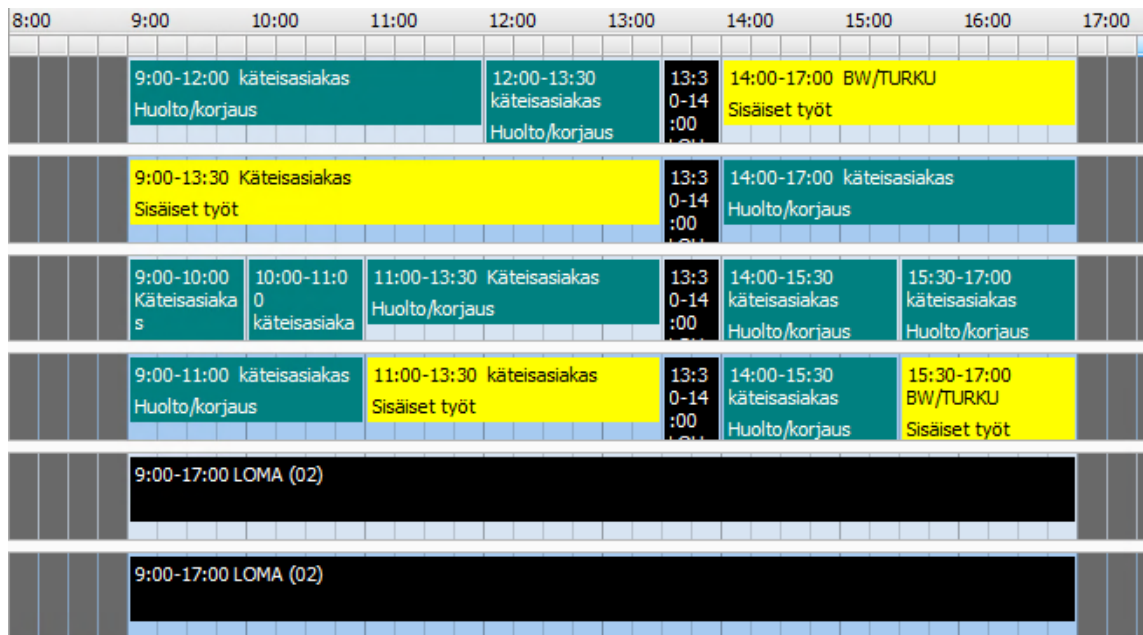 8:00 9:00 10:00 11:00 12:00 13:00 14:00 15:00 16:00 17:00
9:00-12:00 käteisasiakas
Huolto/korjaus
12:00-13:30
käteisasiakas
Huolto/korjaus
13:3
0-14
:00
14:00-17:00 BW/TURKU
Sisäiset työt
9:00-13:30 Käteisasiakas
Sisäiset työt
13:3
0-14
:00
14:00-17:00 käteisasiakas
Huolto/korjaus
9:00-10:00
Käteisasiaka
s
10:00-11:0
0
käteisasiaka
11:00-13:30 Käteisasiakas
Huolto/korjaus
13:3
0-14
:00
14:00-15:30
käteisasiakas
Huolto/korjaus
15:30-17:00
käteisasiakas
Huolto/korjaus
9:00-11:00 käteisasiakas
Huolto/korjaus
11:00-13:30 käteisasiakas
Sisäiset työt
13:3
0-14
:00
14:00-15:30
käteisasiakas
Huolto/korjaus
15:30-17:00
BW/TURKU
Sisäiset työt
9:00-17:00 LOMA (02)
9:00-17:00 LOMA (02)